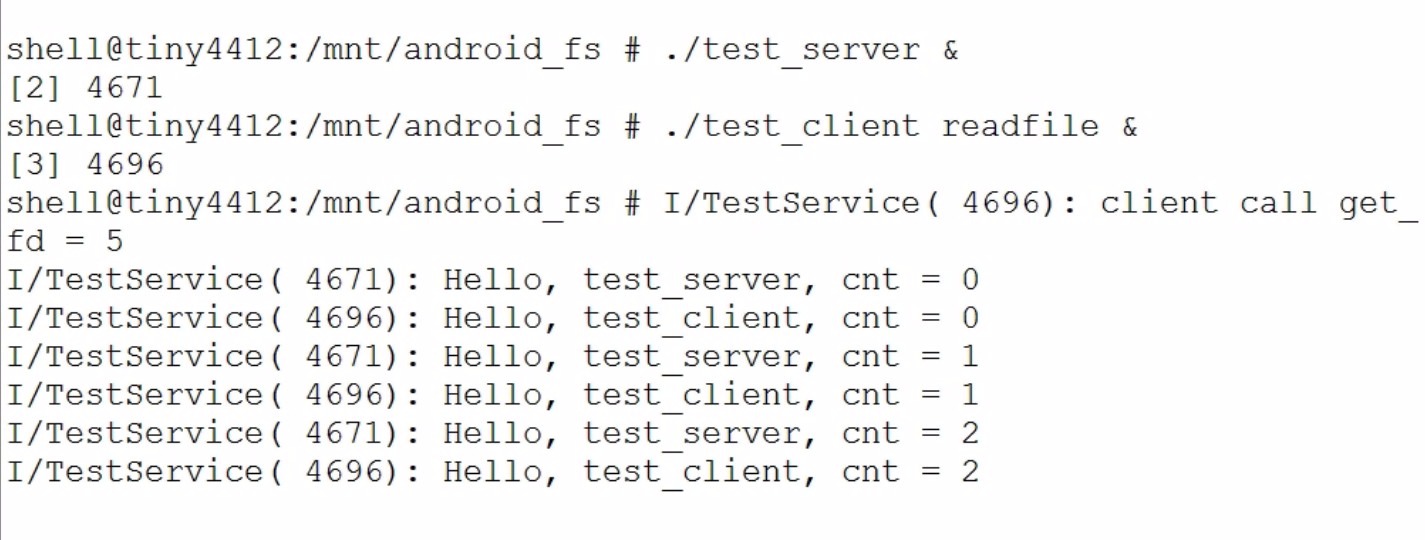 shell@tiny4412:/mnt/android_fs # ./test_server &
[2] 4671
shell@tiny4412:/mnt/android_fs # ./test_client readfile &
[3] 4696
shell@tiny4412:/mnt/android_fs # I/TestService( 4696): client call get_
fd = 5
I/TestService( 4671): Hello, test_server, cnt = 0
I/TestService( 4696): Hello, test_client, cnt = 0
I/TestService( 4671): Hello, test_server, cnt = 1
I/TestService( 4696): Hello, test_client, cnt = 1
I/TestService( 4671): Hello, test_server, cnt = 2
I/TestService( 4696): Hello, test_client, cnt = 2